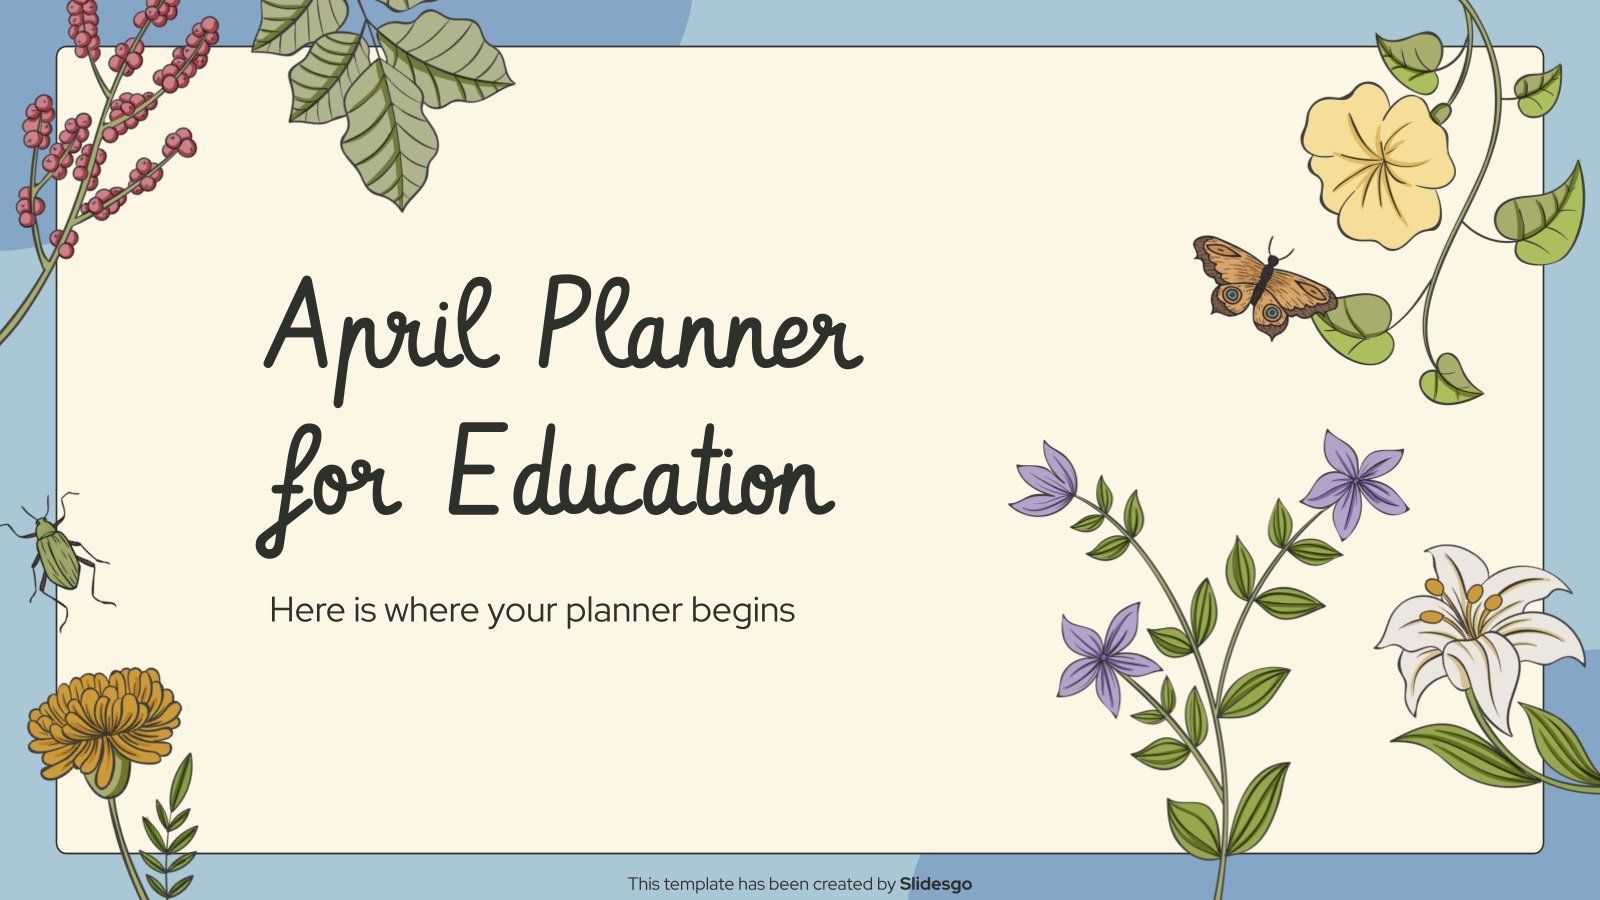 April Planner
for Education
Here is where your planner begins
This template has been created by Slidesgo